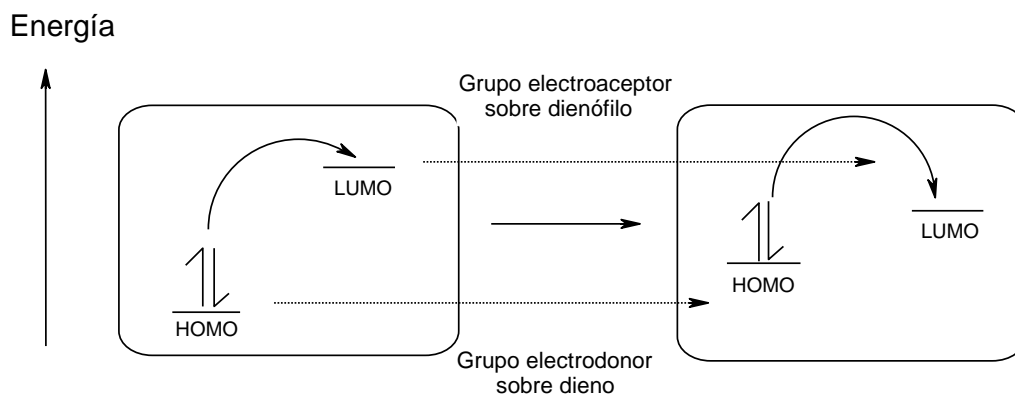 Energía
Grupo electroaceptor
sobre dienófilo
LUMO
HOMO
LUMO
HOMO
Grupo electrodonor
sobre dieno